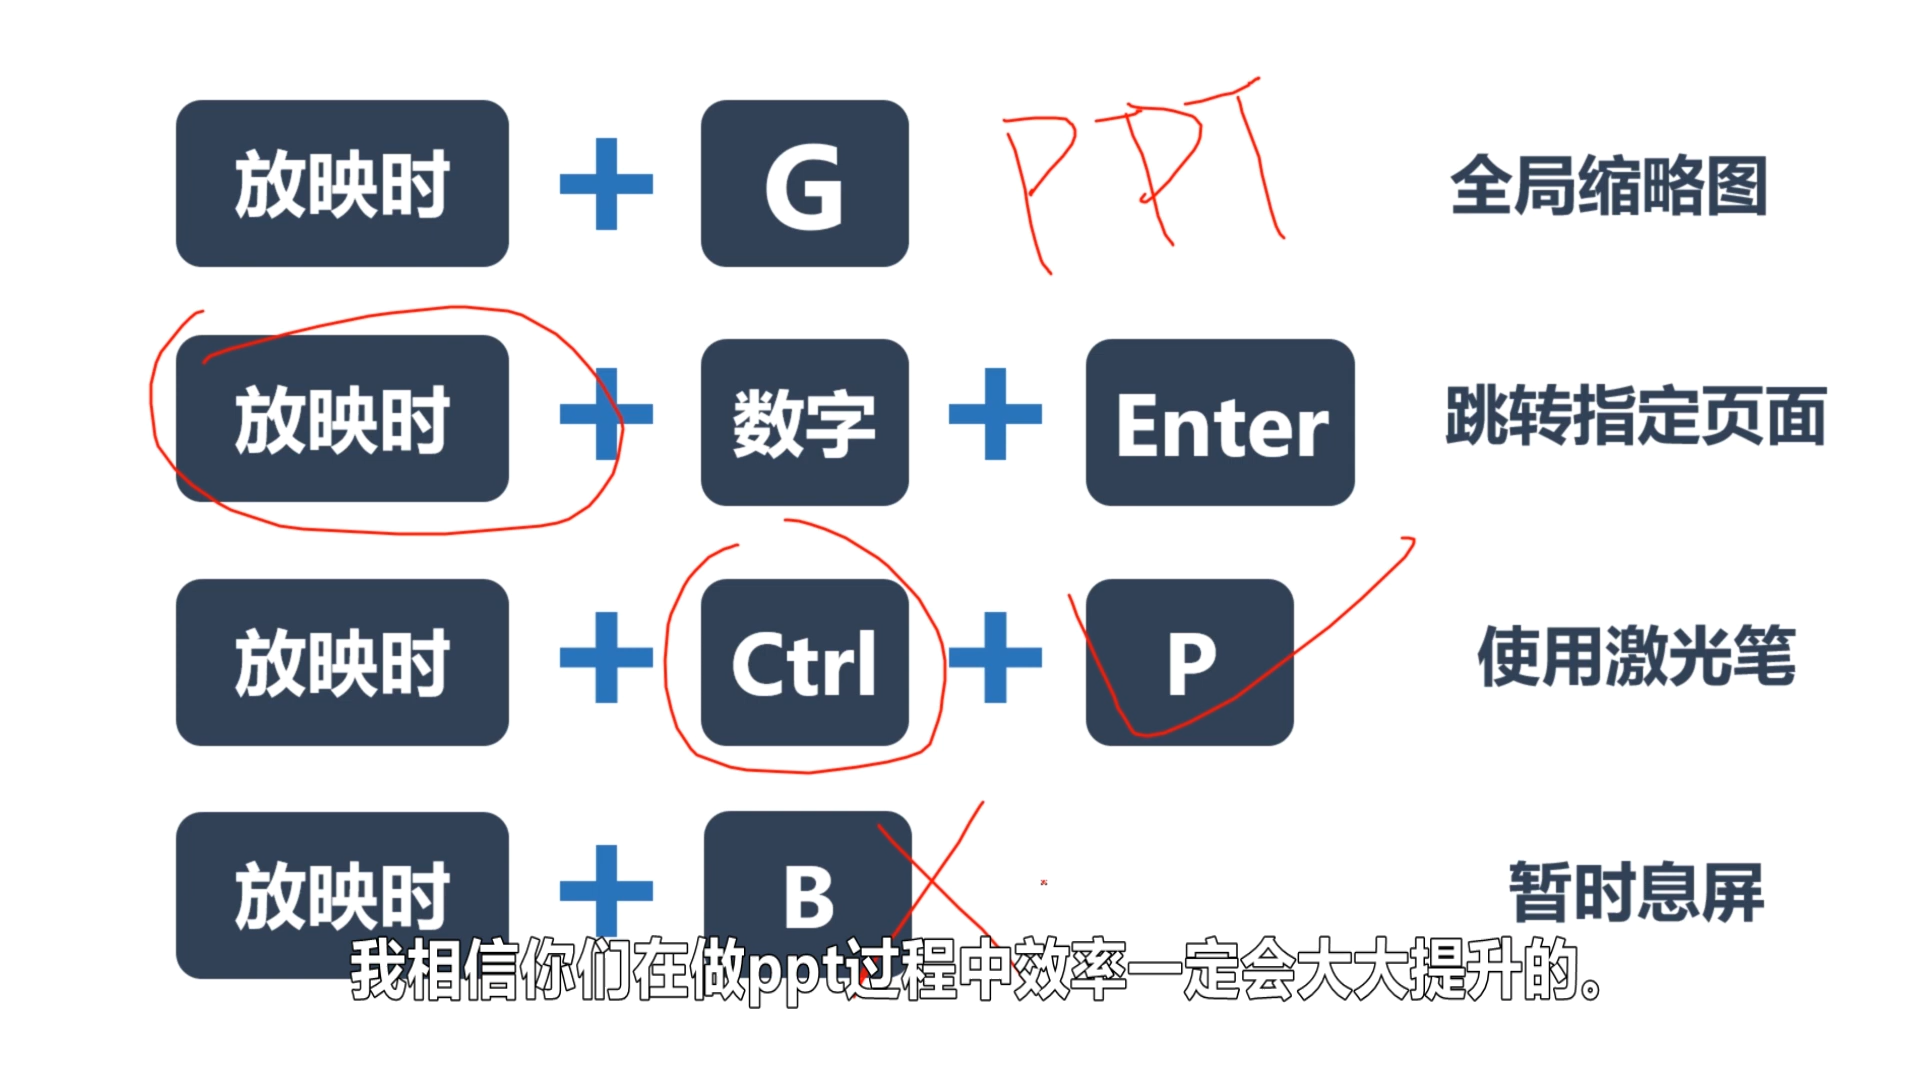 放映时 + G PPT 全局缩略图
放映时 + 数字 + Enter 跳转指定页面
放映时 + Ctrl + P 使用激光笔
放映时 + B 暂时息屏
我相信你们在做ppt过程中效率一定会大大提升的。